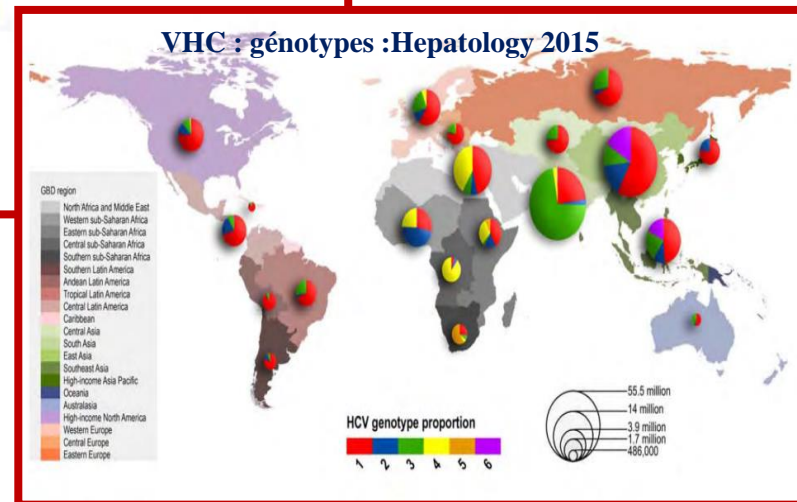 VHC : génotypes :Hepatology 2015
GBD region
North Africa and Middle East
Western sub-Saharan Africa
Eastern sub-Saharan Africa
Central sub-Saharan Africa
Southern sub-Saharan Africa
Southern Latin America
Andean Latin America
Tropical Latin America
Central Latin America
Caribbean
Central Asia
South Asia
East Asia
Southeast Asia
High-income Asia Pacific
Oceania
Australasia
High-income North America
Western Europe
Central Europe
Eastern Europe
HCV genotype proportion
1 2 3 4 5 6
55.5 million
14 million
3.9 million
1.7 million
486,000